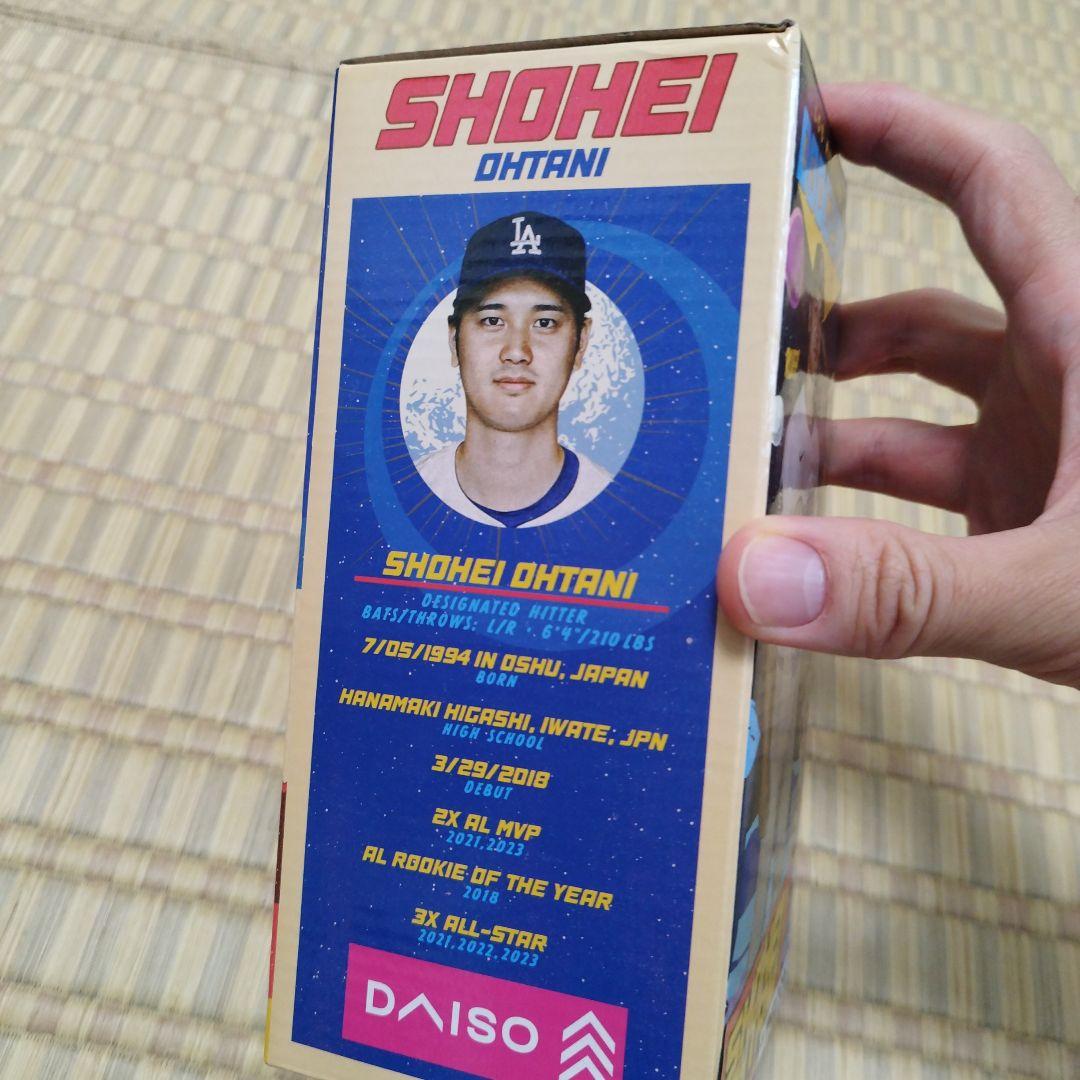 SHOHEI
OHTANI
LA
SHOHEI OHTANI
DESIGNATED HITTER
BATS/THROWS: L/R • 6'4"/210 LBS
7/05/1994 IN OSHU, JAPAN
BORN
HANAMAKI HIGASHI, IWATE, JPN
HIGH SCHOOL
3/29/2018
DEBUT
2X AL MVP
2021,2023
AL ROOKIE OF THE YEAR
2018
3X ALL-STAR
2021,2022,2023
DAISO